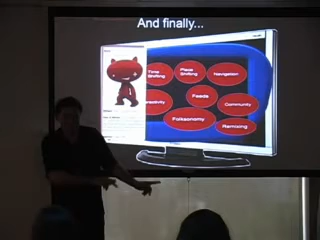 And finally...
Time
Shifting
Place
Shifting
Navigation
Feeds
Community
Folksonomy
Remixing